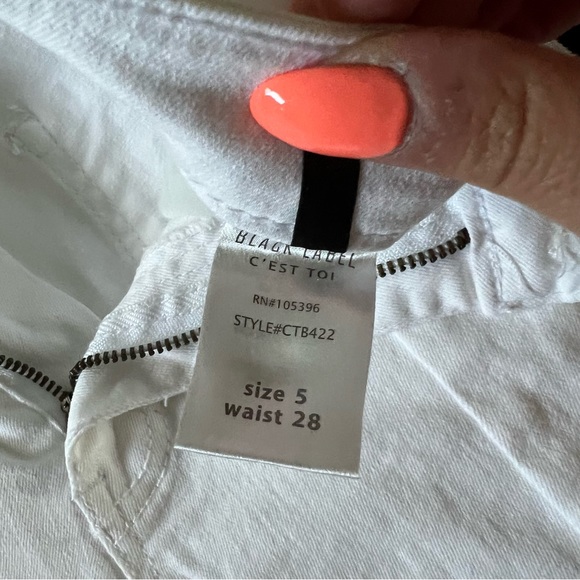 BLACK LABEL
C'EST TOI
RN#105396
STYLE#CTB422
size 5
waist 28